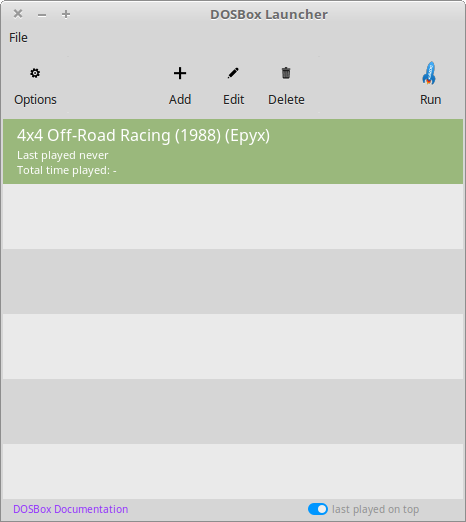 DOSBox Launcher
File
Options
Add
Edit
Delete
Run
4x4 Off-Road Racing (1988) (Epyx)
Last played never
Total time played: -
DOSBox Documentation
last played on top